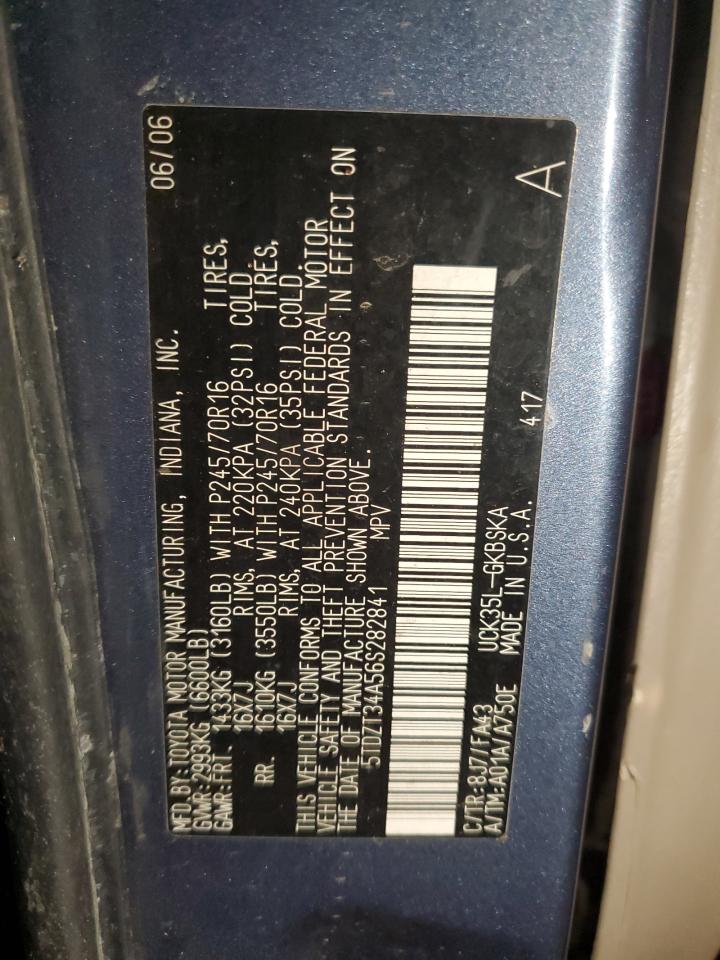 MFD.BY:TOYOTA MOTOR MANUFACTURING, INDIANA, INC. 06/06
GVWR:2993KG (6600LB)
GAWR:FRT. 1433KG (3160LB) WITH P245/70R16 TIRES,
16X7J RIMS, AT 220KPA (32PSI) COLD.
RR. 1610KG (3550LB) WITH P245/70R16 TIRES,
16X7J RIMS, AT 240KPA (35PSI) COLD.
THIS VEHICLE CONFORMS TO ALL APPLICABLE FEDERAL MOTOR
VEHICLE SAFETY AND THEFT PREVENTION STANDARDS IN EFFECT ON
THE DATE OF MANUFACTURE SHOWN ABOVE.
5TDZT34A56S282841 MPV
C/TR:8J7/FA43 UCK35L-GKBSKA
A/TM:A01A/A750E MADE IN U.S.A. 417 A